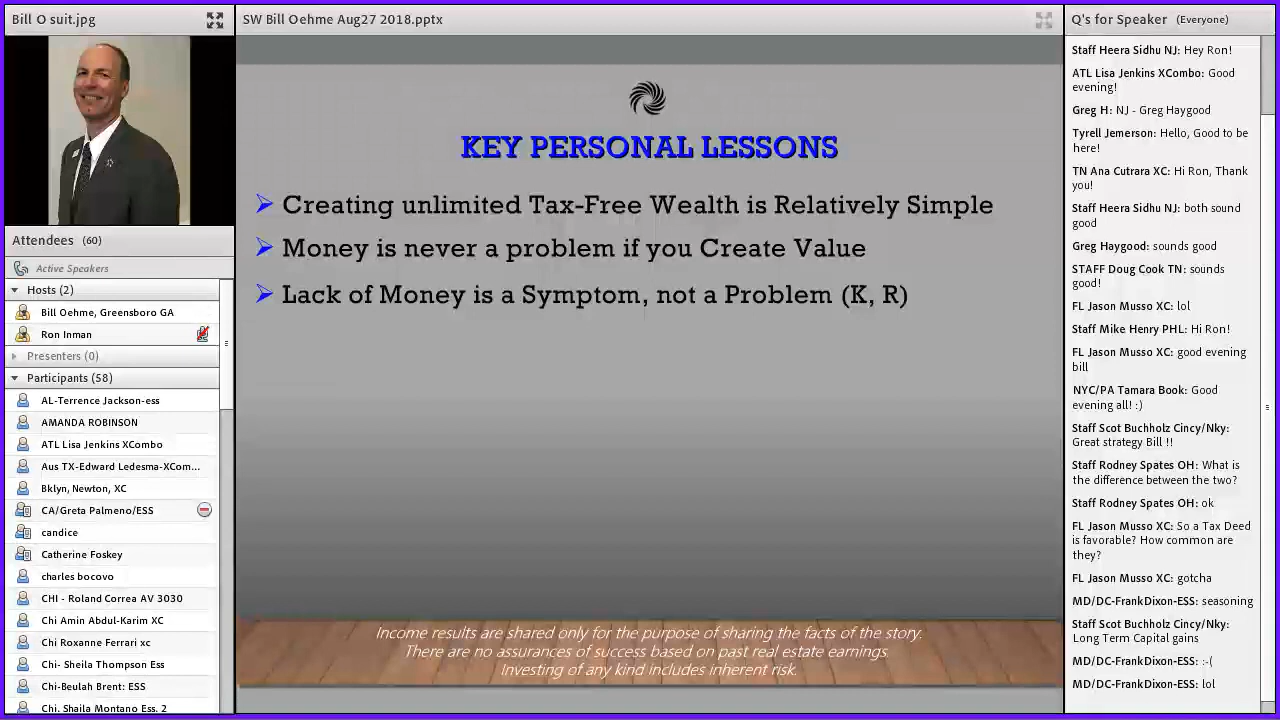 Bill O suit.jpg
Attendees (60)
Active Speakers
Hosts (2)
Bill Oehme, Greensboro GA
Ron Inman
Presenters (0)
Participants (58)
AL-Terrence Jackson-ess
AMANDA ROBINSON
ATL Lisa Jenkins XCombo
Aus TX-Edward Ledesma-XCom...
Bklyn, Newton, XC
CA/Greta Palmeno/ESS
candice
Catherine Foskey
charles bocovo
CHI - Roland Correa AV 3030
Chi Amin Abdul-Karim XC
Chi Roxanne Ferrari xc
Chi- Sheila Thompson Ess
Chi-Beulah Brent: ESS
Chi. Sheila Montano Ess. 2
SW Bill Oehme Aug27 2018.pptx
KEY PERSONAL LESSONS
Creating unlimited Tax-Free Wealth is Relatively Simple
Money is never a problem if you Create Value
Lack of Money is a Symptom, not a Problem (K, R)
Income results are shared only for the purpose of sharing the facts of the story.
There are no assurances of success based on past real estate earnings.
Investing of any kind includes inherent risk.
Q's for Speaker (Everyone)
Staff Heera Sidhu NJ: Hey Ron!
ATL Lisa Jenkins XCombo: Good
evening!
Greg H: NJ - Greg Haygood
Tyrell Jemerson: Hello, Good to be
here!
TN Ana Cutrara XC: Hi Ron, Thank
you!
Staff Heera Sidhu NJ: both sound
good
Greg Haygood: sounds good
STAFF Doug Cook TN: sounds
good!
FL Jason Musso XC: lol
Staff Mike Henry PHL: Hi Ron!
FL Jason Musso XC: good evening
bill
NYC/PA Tamara Book: Good
evening all! :)
Staff Scot Buchholz Cincy/Nky:
Great strategy Bill !!
Staff Rodney Spates OH: What is
the difference between the two?
Staff Rodney Spates OH: ok
FL Jason Musso XC: So a Tax Deed
is favorable? How common are
they?
FL Jason Musso XC: gotcha
MD/DC-FrankDixon-ESS: seasoning
Staff Scot Buchholz Cincy/Nky:
Long Term Capital gains
MD/DC-FrankDixon-ESS: :-(
MD/DC-FrankDixon-ESS: lol